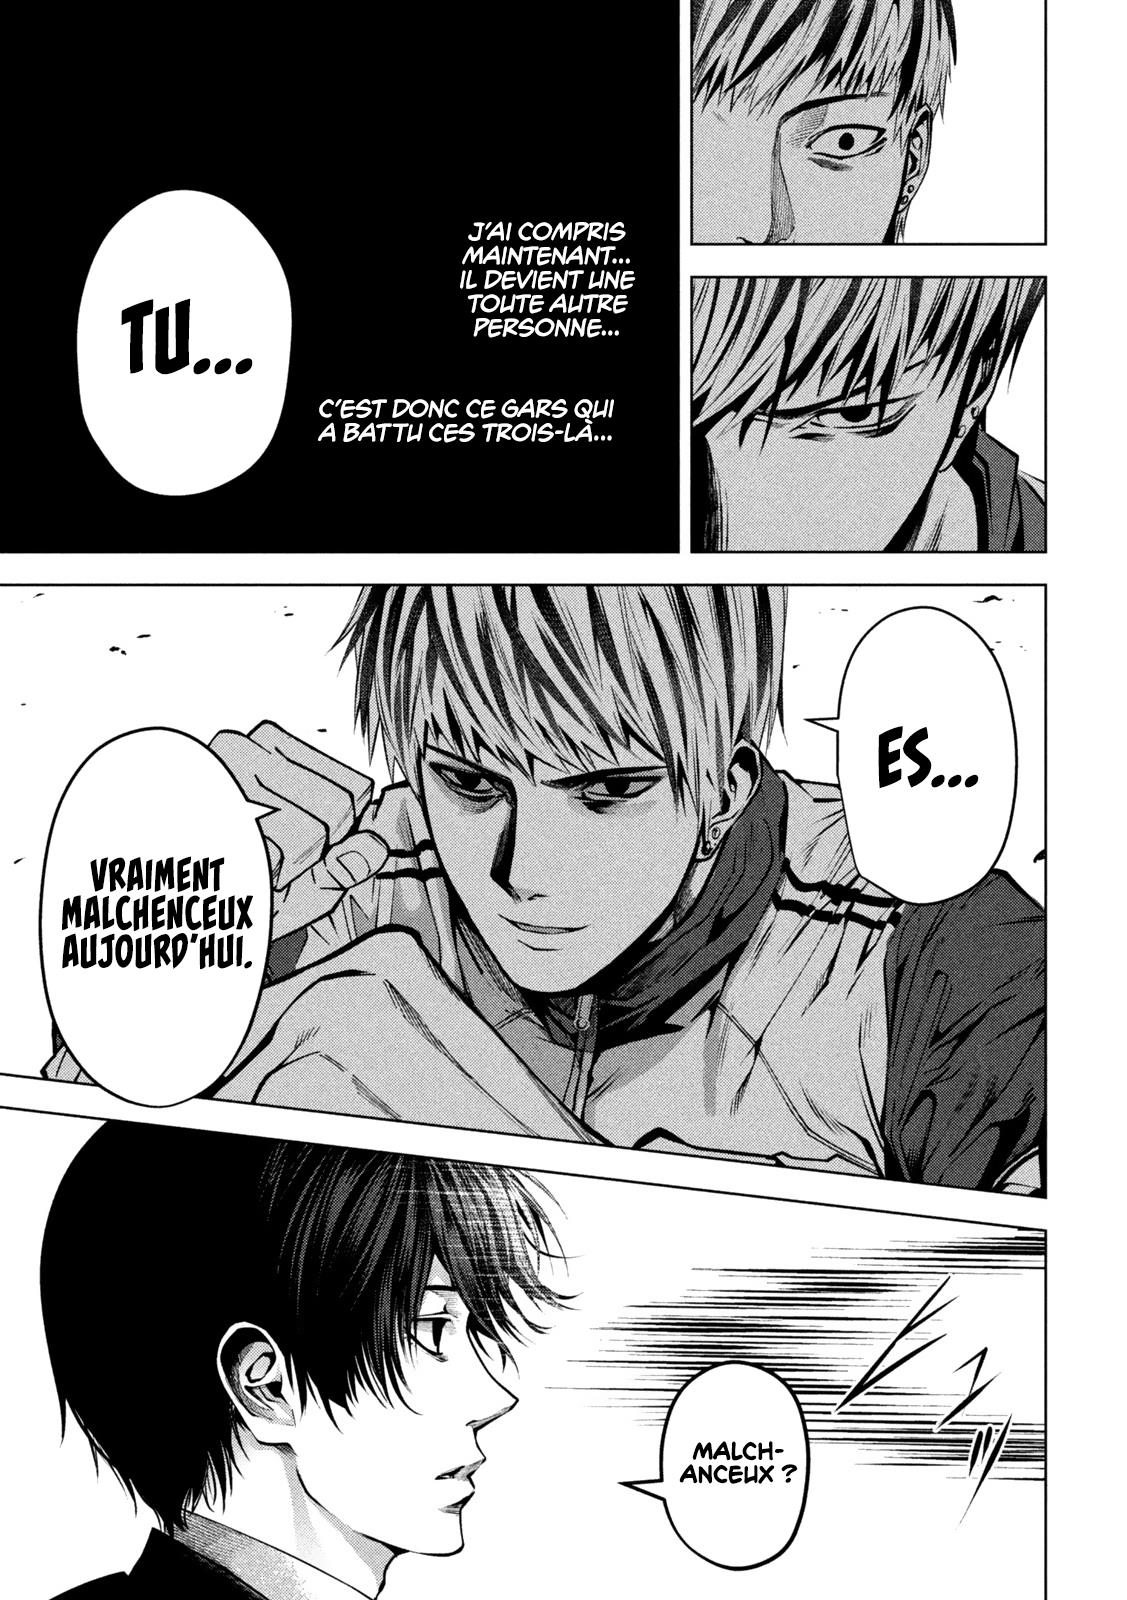 J'AI COMPRIS
MAINTENANT...
IL DEVIENT UNE
TOUTE AUTRE
PERSONNE...
C'EST DONC CE GARS QUI
A BATTU CES TROIS-LÀ...
TU...
ES...
VRAIMENT
MALCHENCEUX
AUJOURD'HUI.
MALCH-
ANCEUX ?